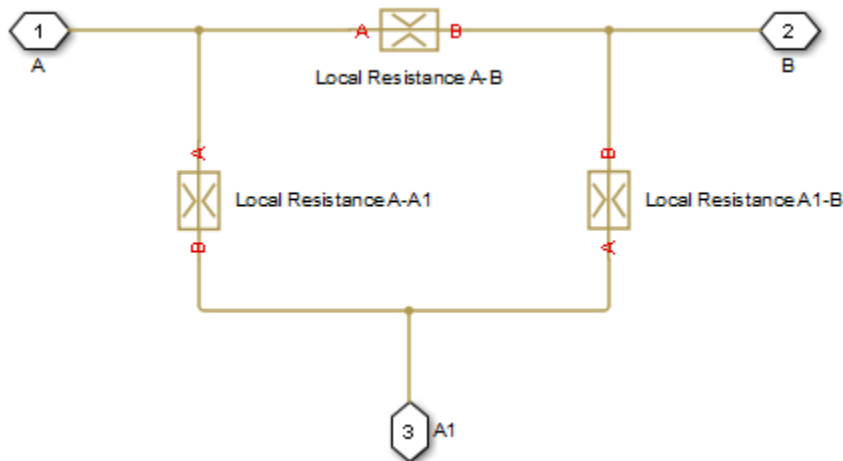 1
A
A
B
Local Resistance A-B
2
B
A
Local Resistance A-A1
B
B
Local Resistance A1-B
A
3
A1